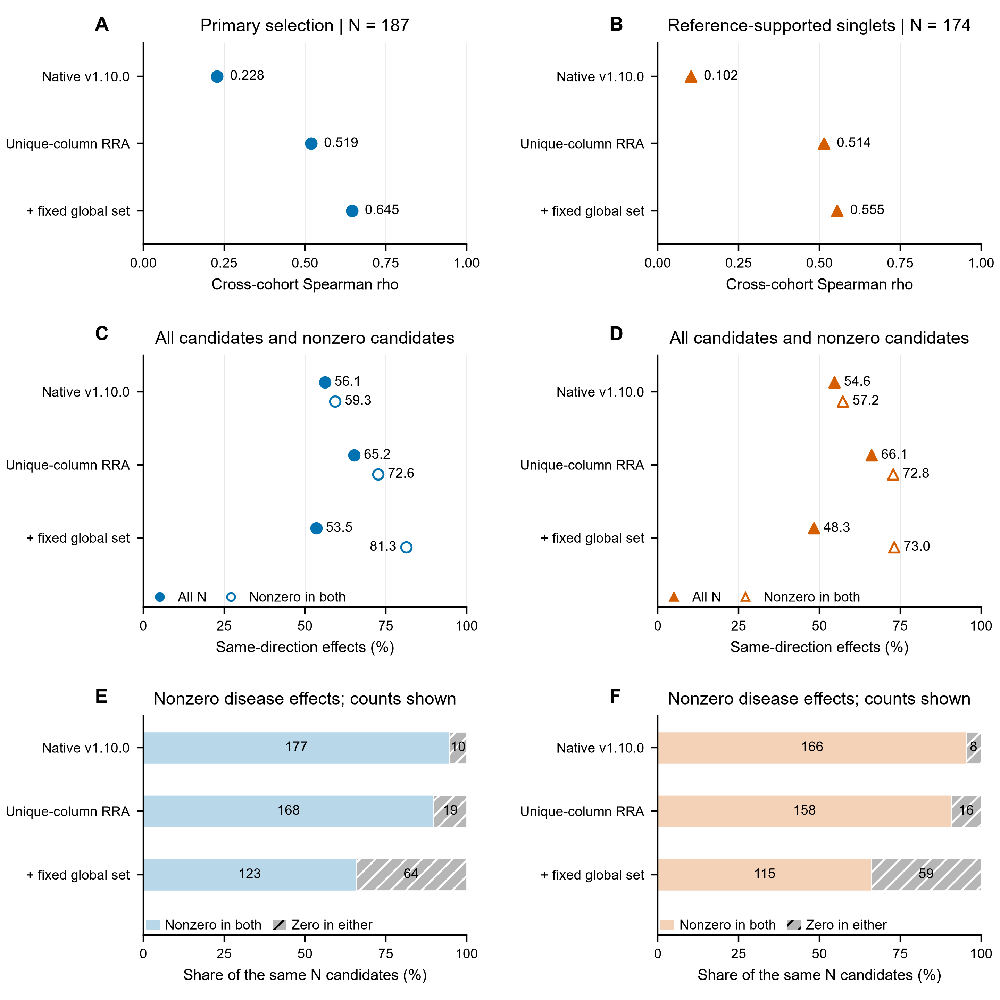 A
Primary selection | N = 187
Native v1.10.0
0.228
Unique-column RRA
0.519
+ fixed global set
0.645
0.00 0.25 0.50 0.75 1.00
Cross-cohort Spearman rho
B
Reference-supported singlets | N = 174
Native v1.10.0
0.102
Unique-column RRA
0.514
+ fixed global set
0.555
0.00 0.25 0.50 0.75 1.00
Cross-cohort Spearman rho
C
All candidates and nonzero candidates
56.1
Native v1.10.0
59.3
65.2
Unique-column RRA
72.6
53.5
+ fixed global set
81.3
All N Nonzero in both
0 25 50 75 100
Same-direction effects (%)
D
All candidates and nonzero candidates
54.6
Native v1.10.0
57.2
66.1
Unique-column RRA
72.8
48.3
+ fixed global set
73.0
All N Nonzero in both
0 25 50 75 100
Same-direction effects (%)
E
Nonzero disease effects; counts shown
Native v1.10.0 177 10
Unique-column RRA 168 19
+ fixed global set 123 64
Nonzero in both Zero in either
0 25 50 75 100
Share of the same N candidates (%)
F
Nonzero disease effects; counts shown
Native v1.10.0 166 8
Unique-column RRA 158 16
+ fixed global set 115 59
Nonzero in both Zero in either
0 25 50 75 100
Share of the same N candidates (%)